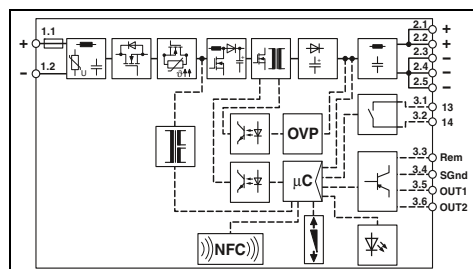 + 1.1
− 1.2
U
ϑ
2.1 +
2.2 +
2.3 −
2.4 −
2.5 −
3.1 13
3.2 14
OVP
μC
3.3 Rem
3.4 SGnd
3.5 OUT1
3.6 OUT2
NFC